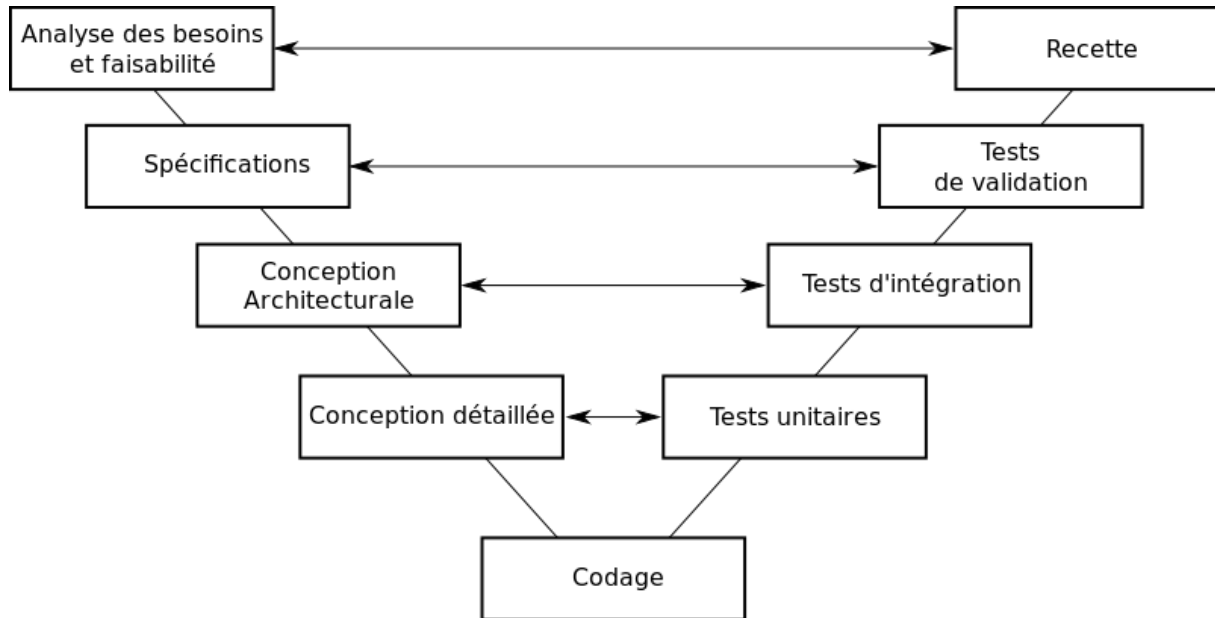 Analyse des besoins
et faisabilité
Recette
Spécifications
Tests
de validation
Conception
Architecturale
Tests d'intégration
Conception détaillée
Tests unitaires
Codage